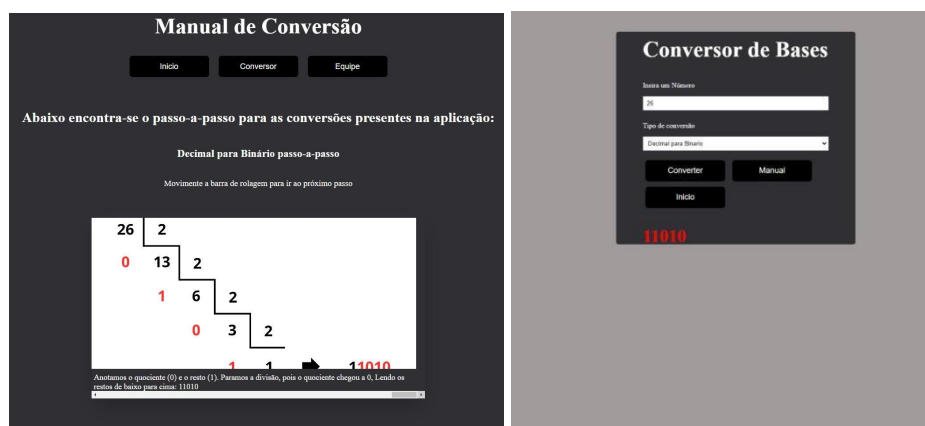 Manual de Conversão
Inicio
Conversor
Equipe
Abaixo encontra-se o passo-a-passo para as conversões presentes na aplicação:
Decimal para Binário passo-a-passo
Movimente a barra de rolagem para ir ao próximo passo
26 2
0 13 2
1 6 2
0 3 2
1 1 11010
Anotamos o quociente (0) e o resto (1). Paramos a divisão, pois o quociente chegou a 0, Lendo os
restos de baixo para cima: 11010
Conversor de Bases
Insira um Número
26
Tipo de conversão
Decimal para Binario
Converter
Manual
Inicio
11010